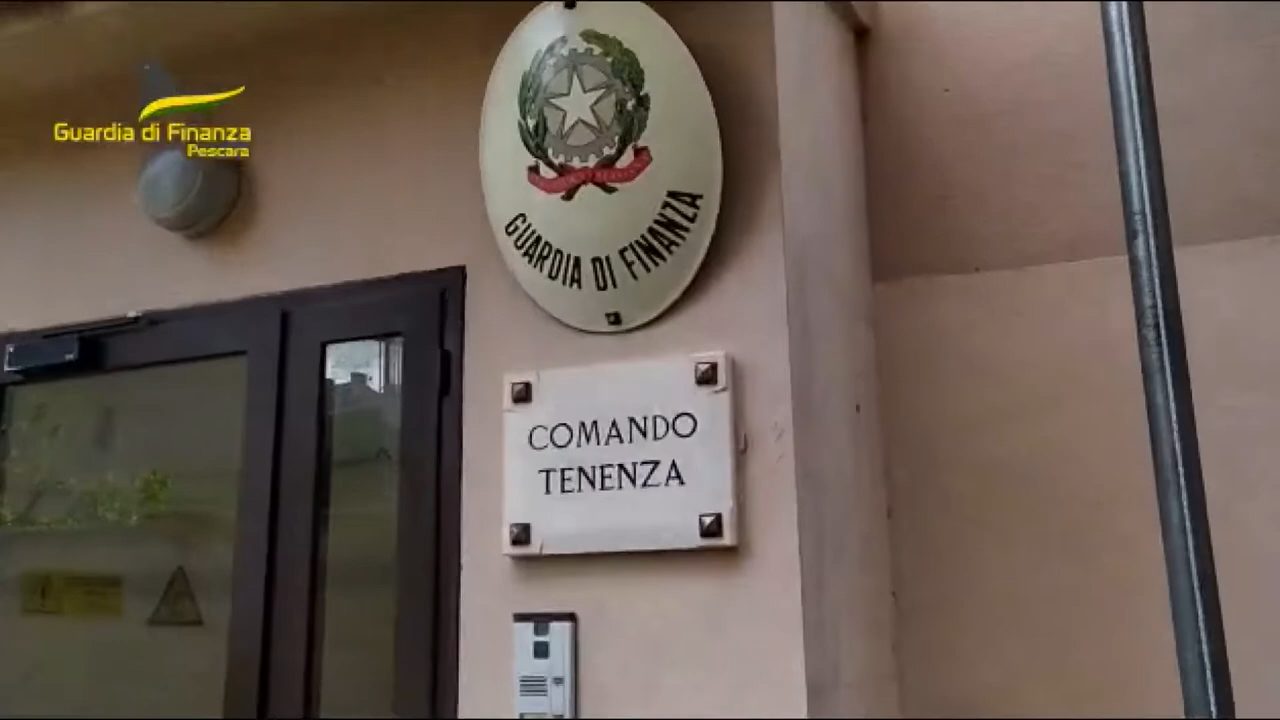 Guardia di Finanza
Pescara
GUARDIA DI FINANZA
COMANDO
TENENZA